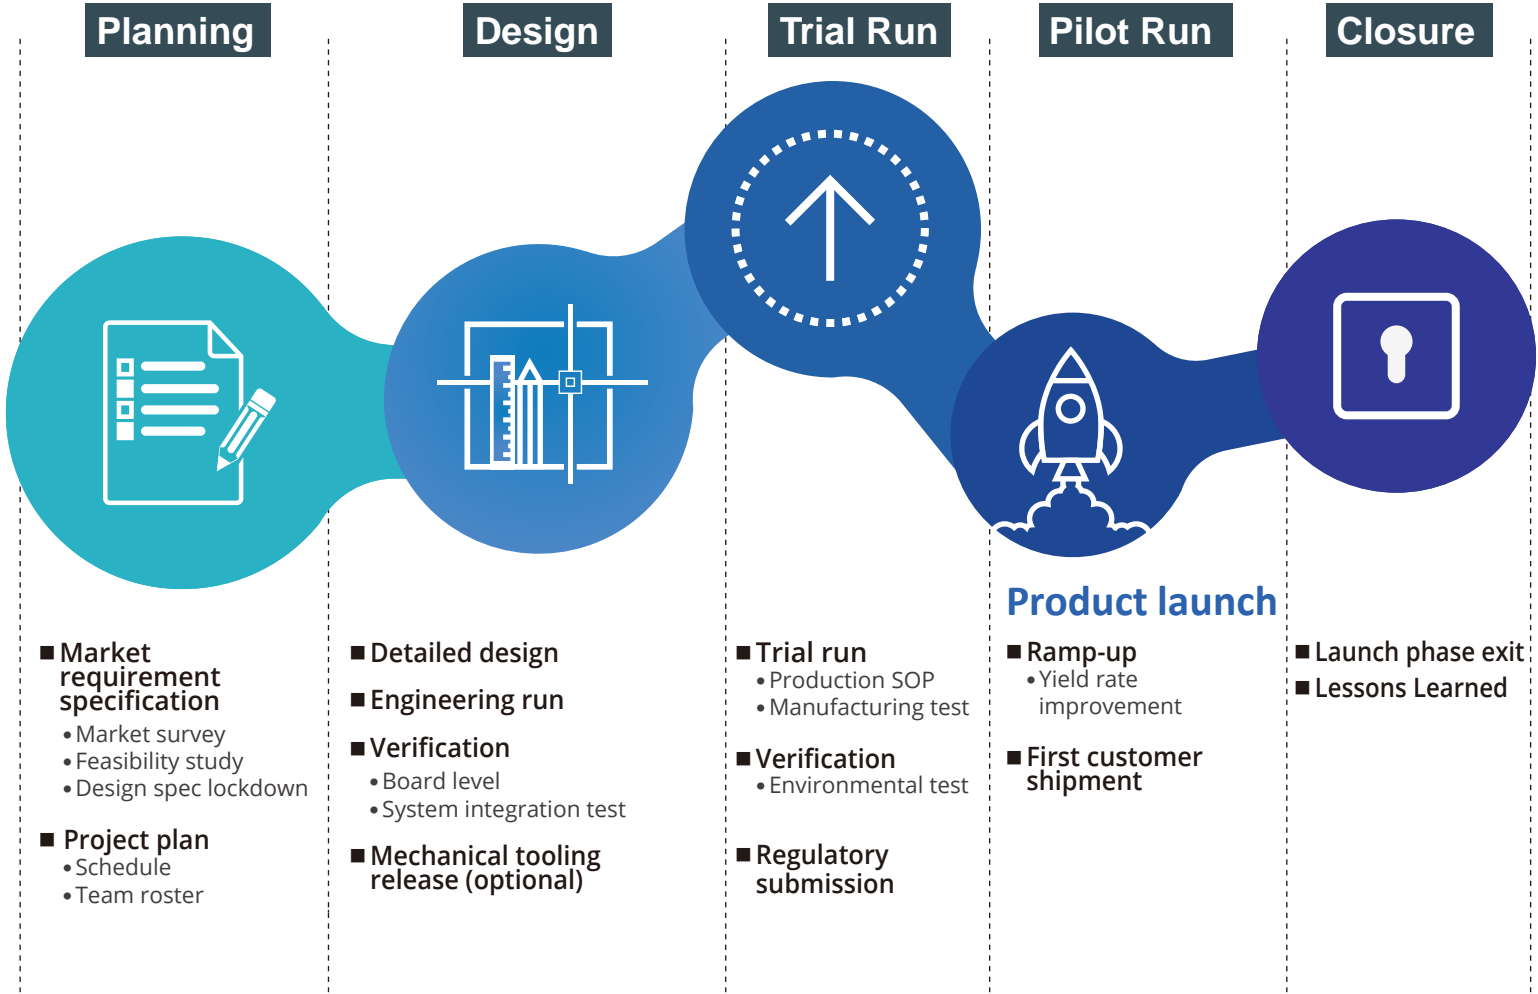 Planning
Design
Trial Run
Pilot Run
Closure
Product launch
■ Market
requirement
specification
• Market survey
• Feasibility study
• Design spec lockdown
■ Project plan
• Schedule
• Team roster
■ Detailed design
■ Engineering run
■ Verification
• Board level
• System integration test
■ Mechanical tooling
release (optional)
■ Trial run
• Production SOP
• Manufacturing test
■ Verification
• Environmental test
■ Regulatory
submission
■ Ramp-up
• Yield rate
improvement
■ First customer
shipment
■ Launch phase exit
■ Lessons Learned